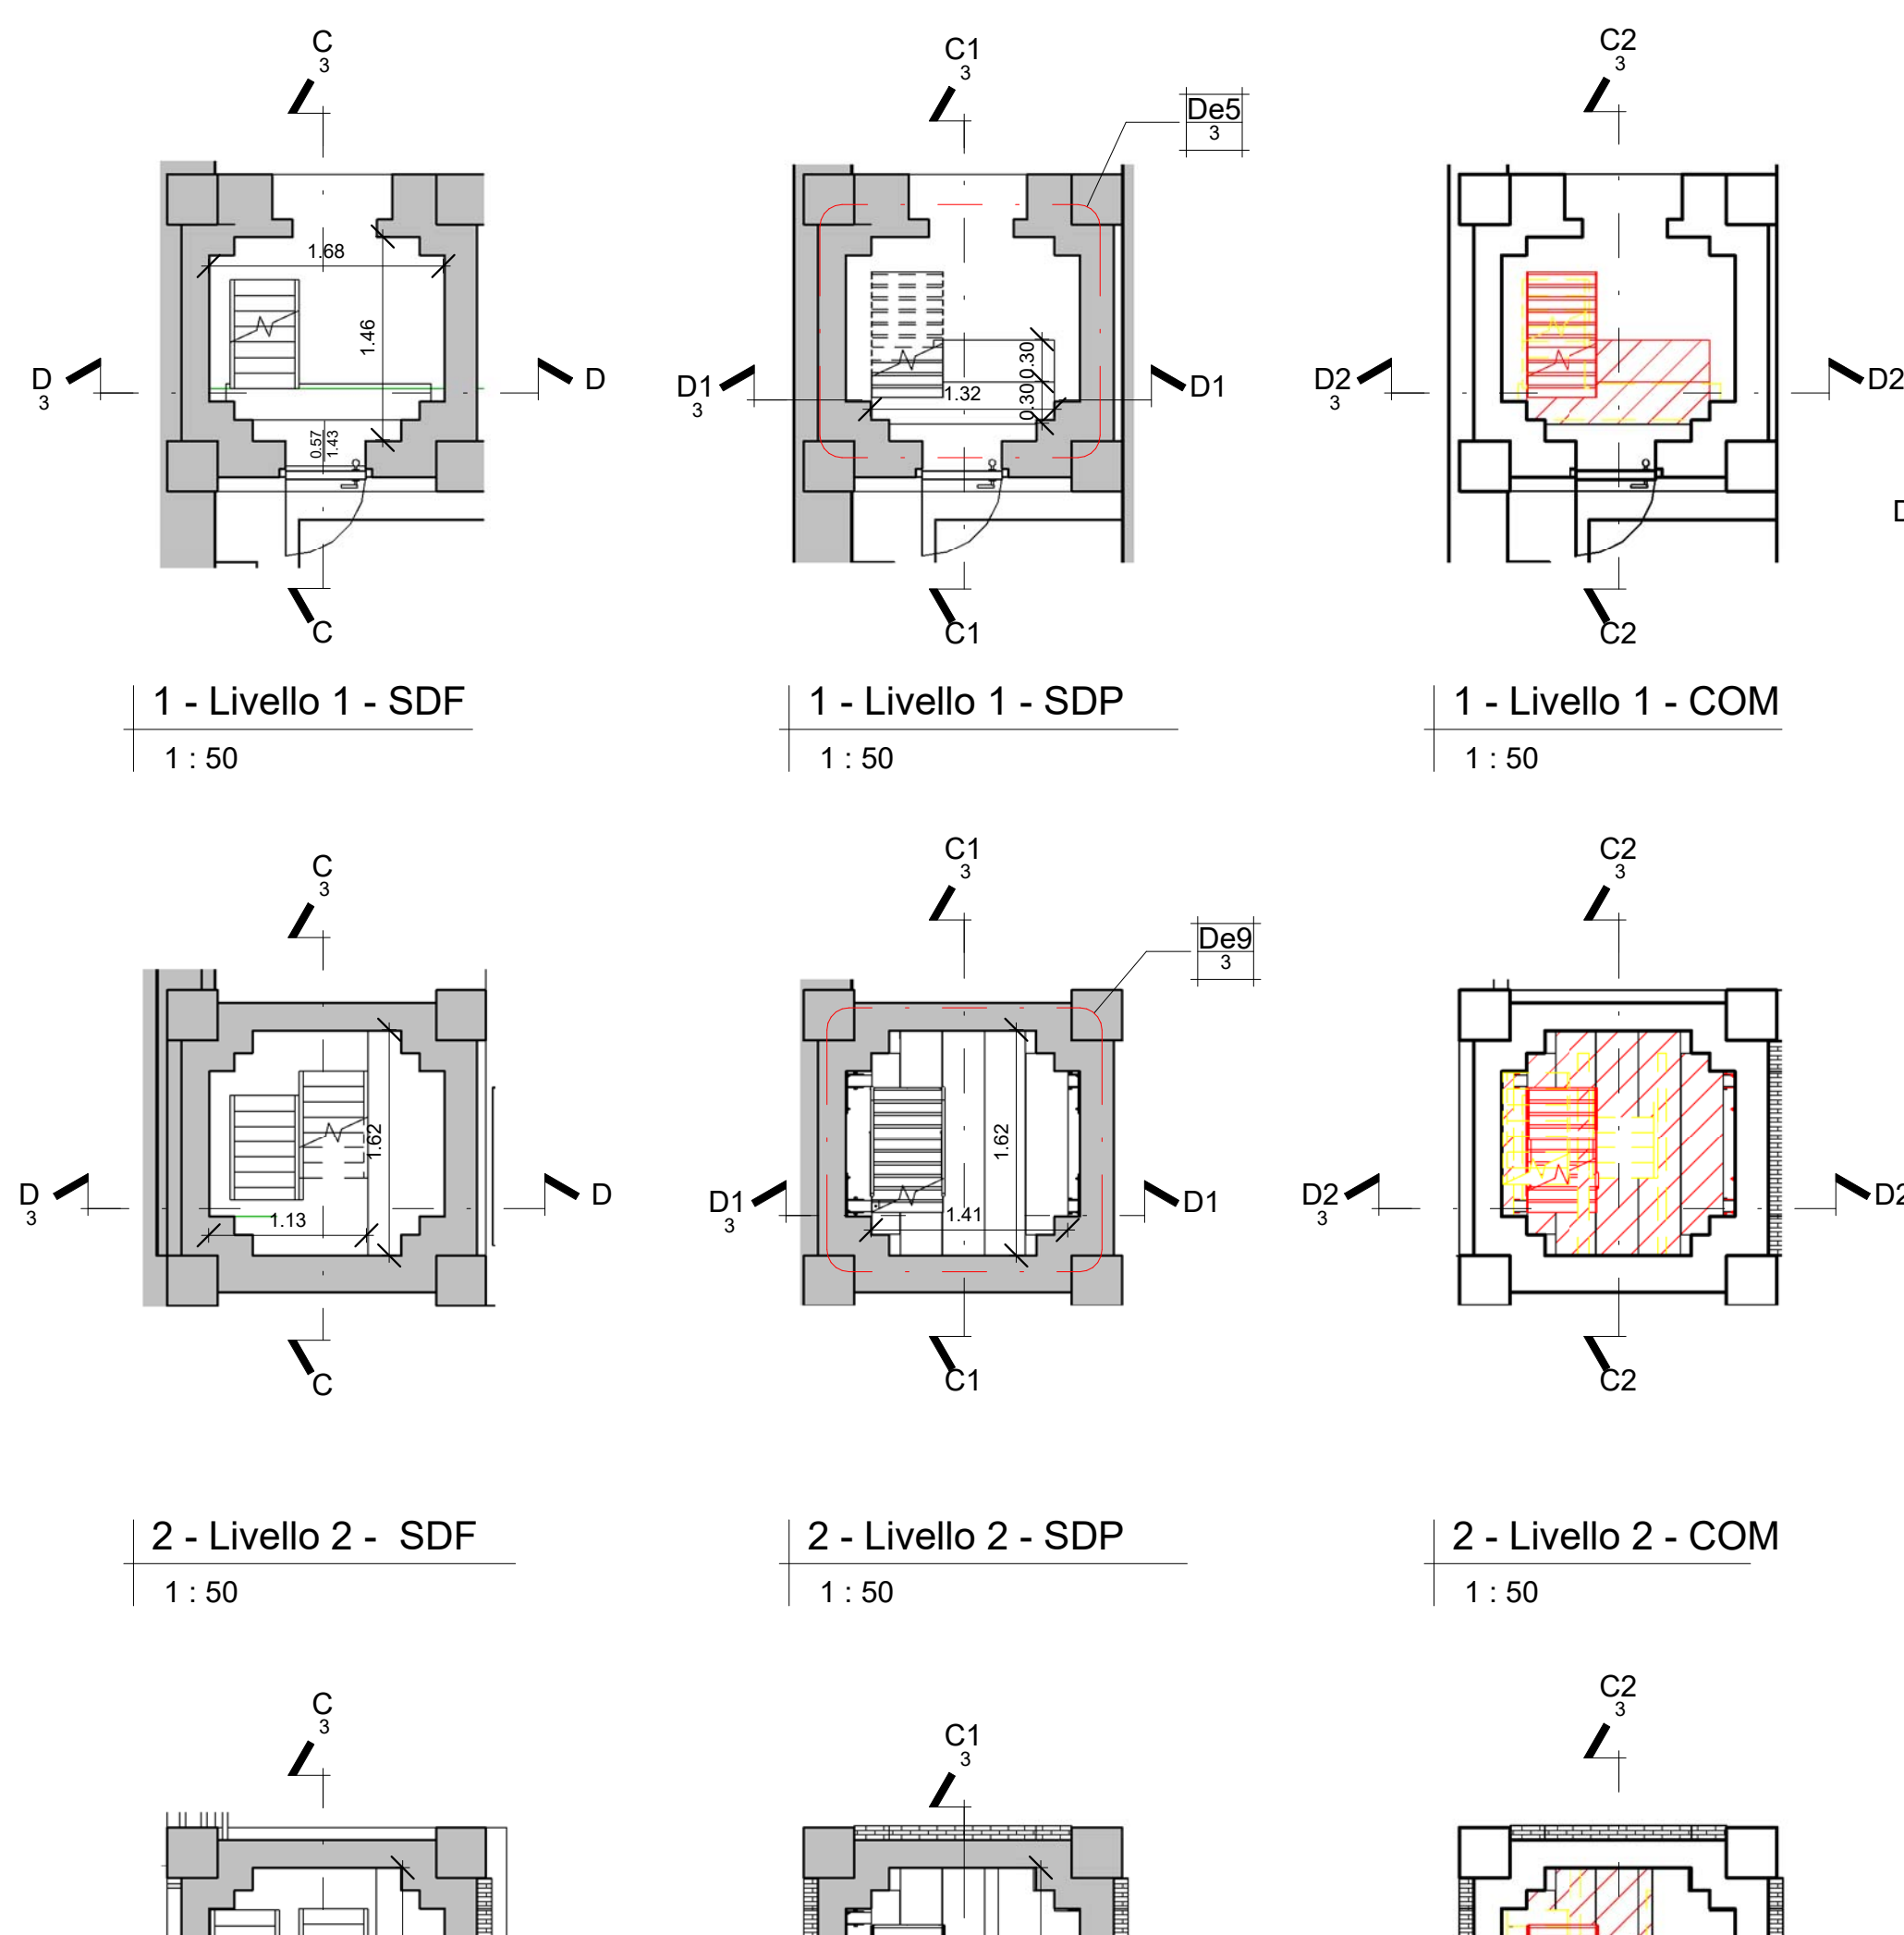 C
3
C1
3
C2
3
De5
3
1.68
1.46
D
3
D
D1
3
0.30
0.30
1.32
D1
D2
3
D2
0.57
1.43
D
C
C1
C2
1 - Livello 1 - SDF
1 : 50
1 - Livello 1 - SDP
1 : 50
1 - Livello 1 - COM
1 : 50
C
3
C1
3
C2
3
De9
3
1.62
1.13
D
3
D
1.62
1.41
D1
3
D1
D2
3
D2
C
C1
C2
2 - Livello 2 - SDF
1 : 50
2 - Livello 2 - SDP
1 : 50
2 - Livello 2 - COM
1 : 50
C
3
C1
3
C2
3